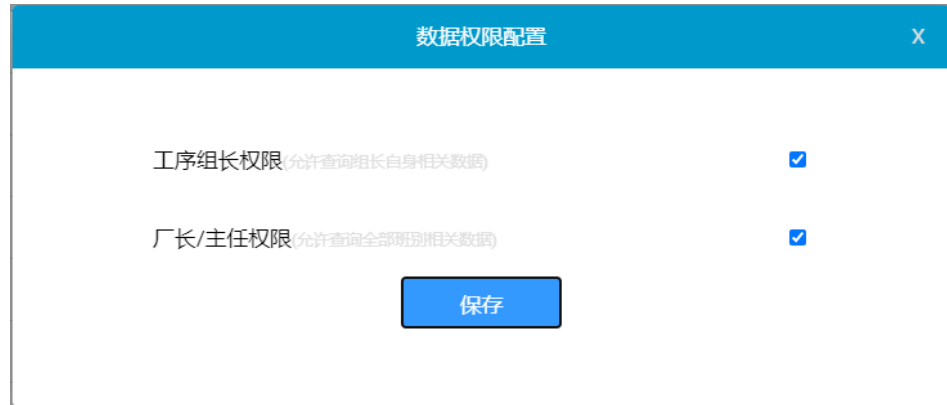 数据权限配置 X
工序组长权限(允许查询组长自身相关数据)
厂长/主任权限(允许查询全部班别相关数据)
保存